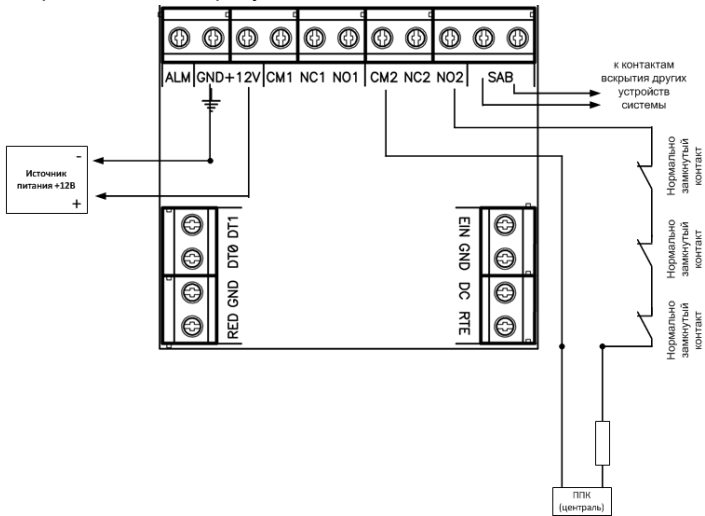 ALM GND +12V CM1 NC1 NO1 CM2 NC2 NO2 SAB
к контактам
вскрытия других
устройств
системы
-
Источник
питания +12В
+
DT1
DT0
GND
RED
EIN
GND
DC
RTE
Нормально
замкнутый
контакт
Нормально
замкнутый
контакт
Нормально
замкнутый
контакт
ППК
(централь)